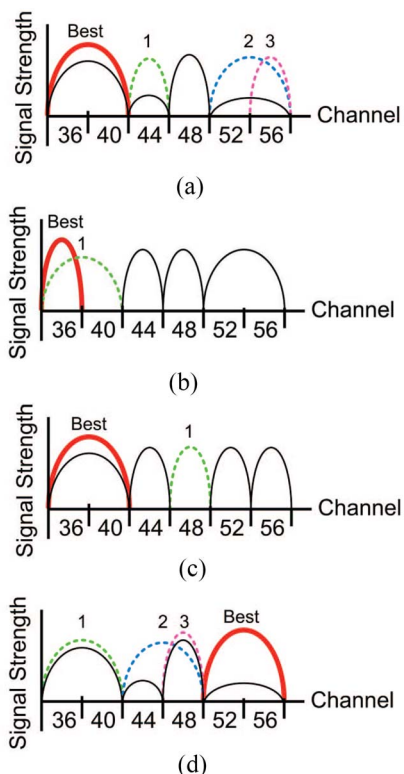 Signal Strength
Best
1
2 3
Channel
36 40 44 48 52 56
(a)
Signal Strength
Best
1
Channel
36 40 44 48 52 56
(b)
Signal Strength
Best
1
Channel
36 40 44 48 52 56
(c)
Signal Strength
1
2 3
Best
Channel
36 40 44 48 52 56
(d)